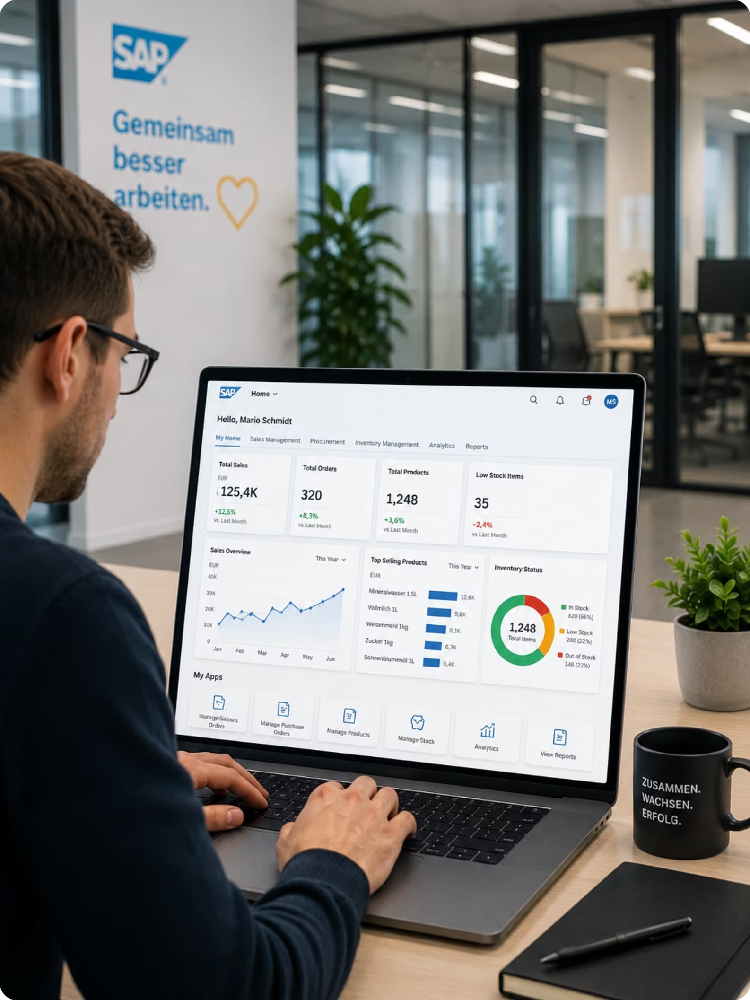 SAP
Gemeinsam
besser
arbeiten.
SAP
Home
MS
Hello, Mario Schmidt
My Home Sales Management Procurement Inventory Management Analytics Reports
Total Sales
EUR
125,4K
+12,5%
vs. Last Month
Total Orders
320
+8,3%
vs. Last Month
Total Products
1,248
+3,6%
vs Last Month
Low Stock Items
35
-2,4%
vs Last Month
Sales Overview
This Year
EUR
40K
30K
20K
10K
0
Jan Feb Mar Apr May Jun
Top Selling Products
This Year
EUR
Mineralwasser 1,5L 12,6K
Vollmilch 1L 9,8K
Weizenmehl 1kg 8,1K
Zucker 1kg 6,7K
Sonnenblumenöl 1L 5,4K
Inventory Status
1,248
Total Items
In Stock
820 (66%)
Low Stock
280 (22%)
Out of Stock
148 (22%)
My Apps
Orders
Manage Purchase
Orders
Manage Products
Manage Stock
Analytics
View Reports
ZUSAMMEN.
WACHSEN.
ERFOLG.